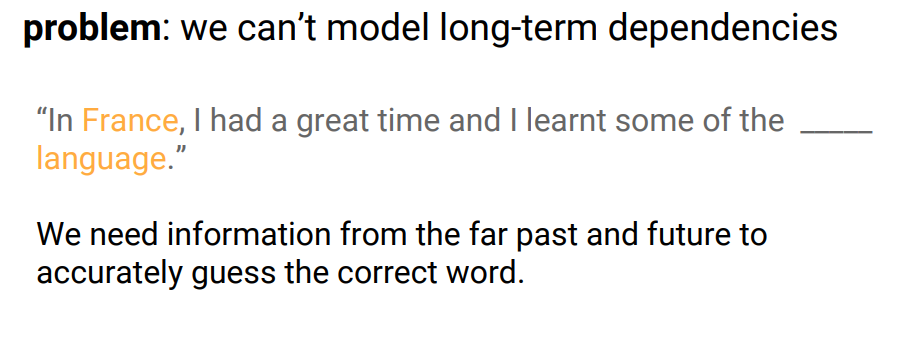 problem: we can’t model long-term dependencies
“In France, I had a great time and I learnt some of the _____
language.”
We need information from the far past and future to
accurately guess the correct word.